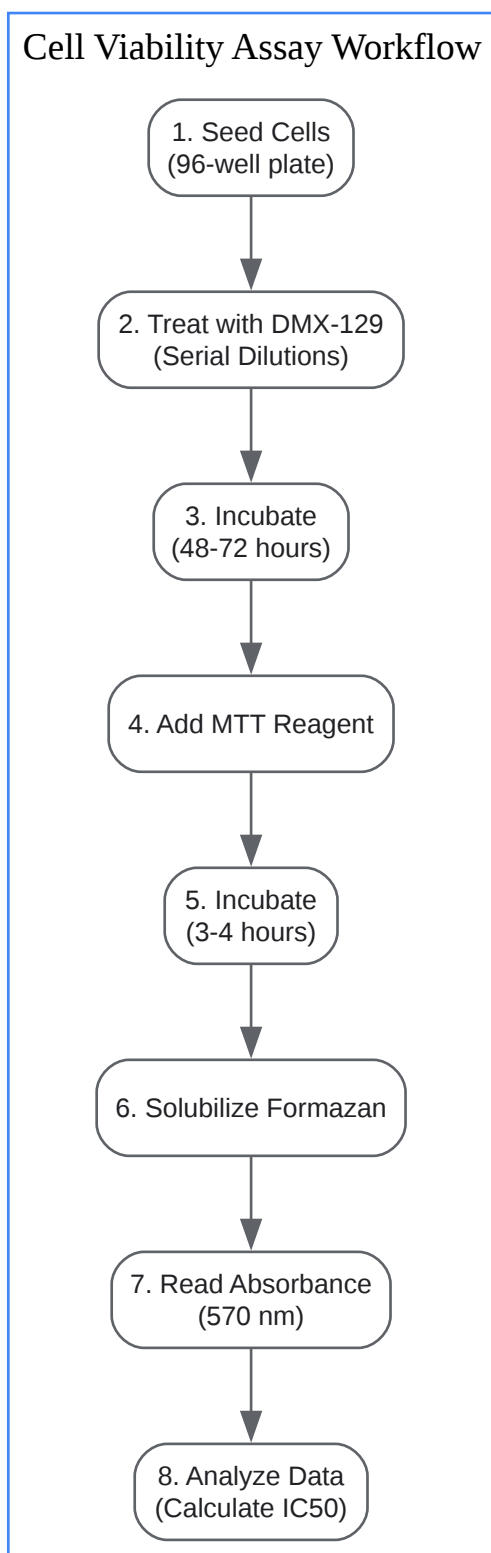 Cell Viability Assay Workflow
1. Seed Cells
(96-well plate)
2. Treat with DMX-129
(Serial Dilutions)
3. Incubate
(48-72 hours)
4. Add MTT Reagent
5. Incubate
(3-4 hours)
6. Solubilize Formazan
7. Read Absorbance
(570 nm)
8. Analyze Data
(Calculate IC50)